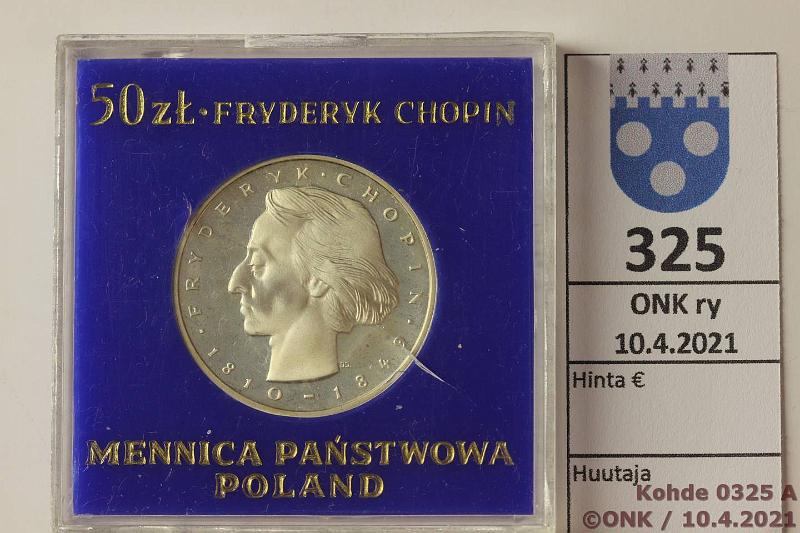 50 ZŁ·FRYDERYK CHOPIN
·FRYDERYK·CHOPIN·
1810-1849
MENNICA PAŃSTWOWA
POLAND
325
ONK ry
10.4.2021
Hinta €
Huutaja
Kohde 0325 A
©ONK / 10.4.2021